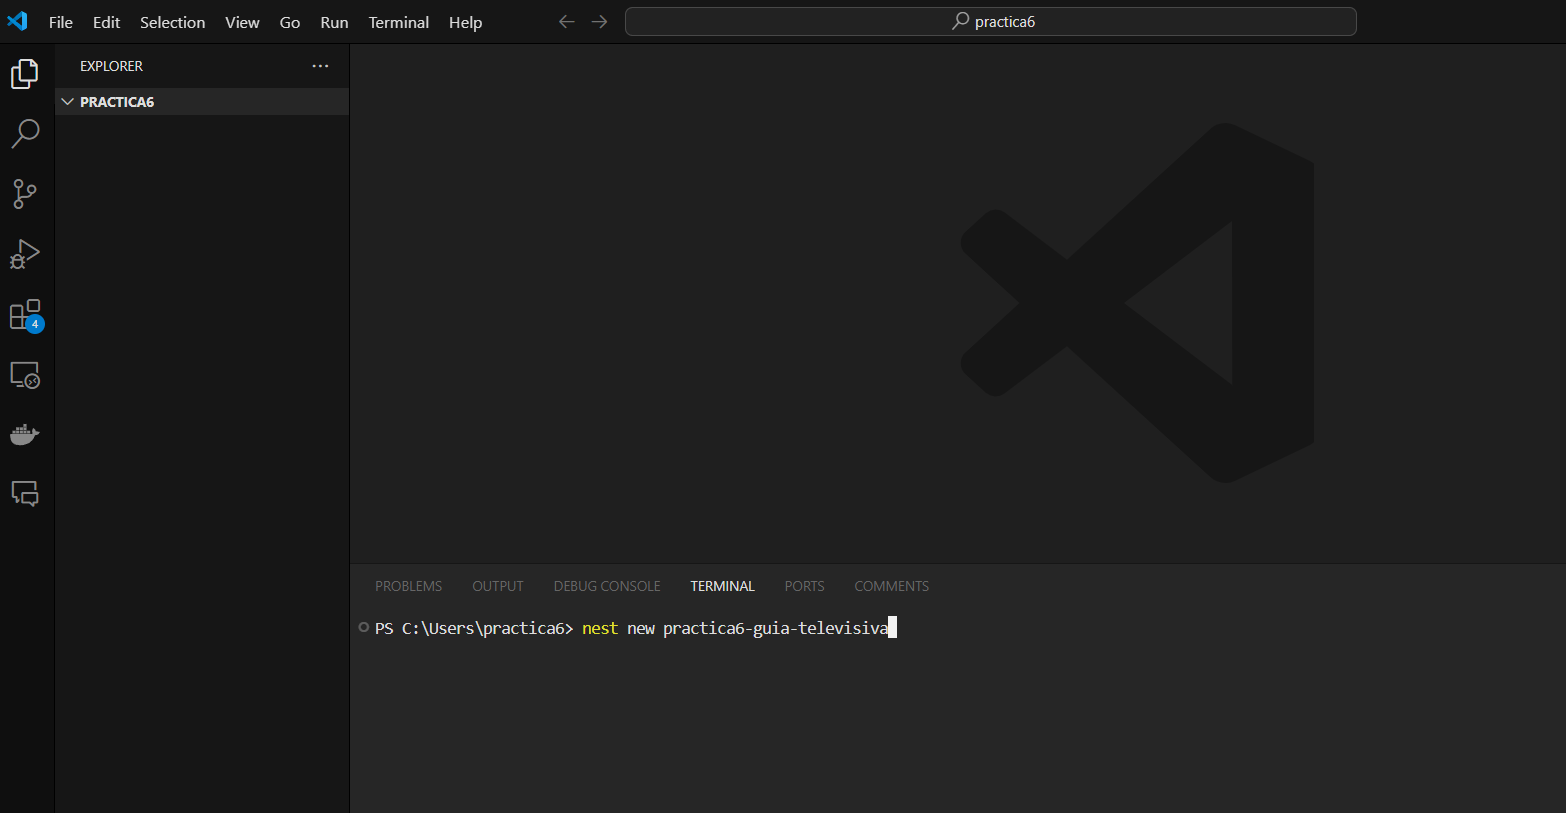 File Edit Selection View Go Run Terminal Help practica6
EXPLORER
PRACTICA6
4
PROBLEMS OUTPUT DEBUG CONSOLE TERMINAL PORTS COMMENTS
PS C:\Users\practica6> nest new practica6-guia-televisiva